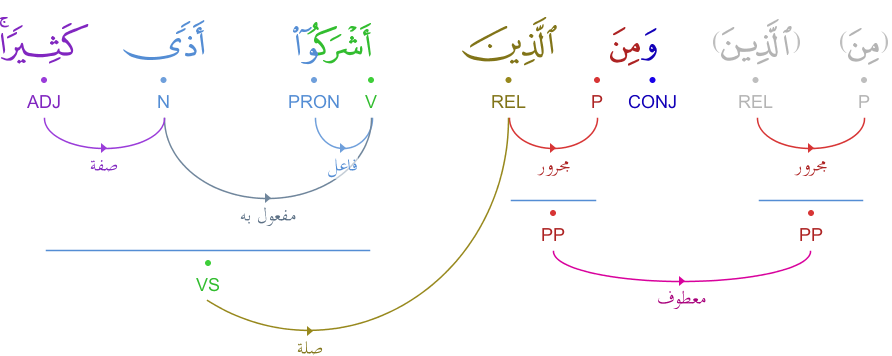 (مِنَ) (ٱلَّذِينَ) وَمِنَ ٱلَّذِينَ أَشْرَكُوٓا۟ أَذًى كَثِيرًا ۚ
ADJ N PRON V REL P CONJ REL P
مجرور مجرور فاعل صفة
مفعول به
PP PP
VS
معطوف
صلة